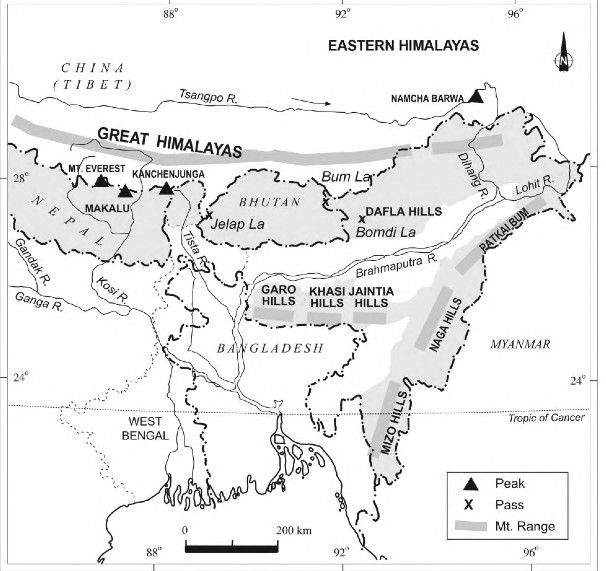 88°
92°
96°
EASTERN HIMALAYAS
N
CHINA
(TIBET)
Tsangpo R.
NAMCHA BARWA
GREAT HIMALAYAS
28°
MT. EVEREST
KANCHENJUNGA
MAKALU
NEPAL
Bum La
BHUTAN
Jelap La
DAFLA HILLS
Bomdi La
Dihang R.
Lohit R.
28°
PATKAI BUM
Tista R.
Brahmaputra R.
Gandak R.
Ganga R.
Kosi R.
GARO
HILLS
KHASI
HILLS
JAINTIA
HILLS
NAGA HILLS
BANGLADESH
MYANMAR
24°
24°
MIZO HILLS
Tropic of Cancer
WEST
BENGAL
Peak
X Pass
Mt. Range
0 200 km
88°
92°
96°